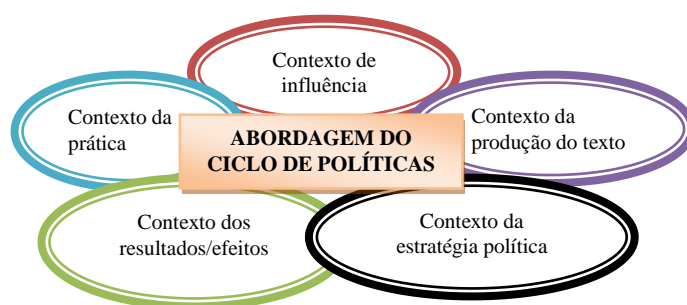 Contexto de
influência
Contexto da
prática
ABORDAGEM DO
CICLO DE POLÍTICAS
Contexto da
produção do texto
Contexto dos
resultados/efeitos
Contexto da
estratégia política